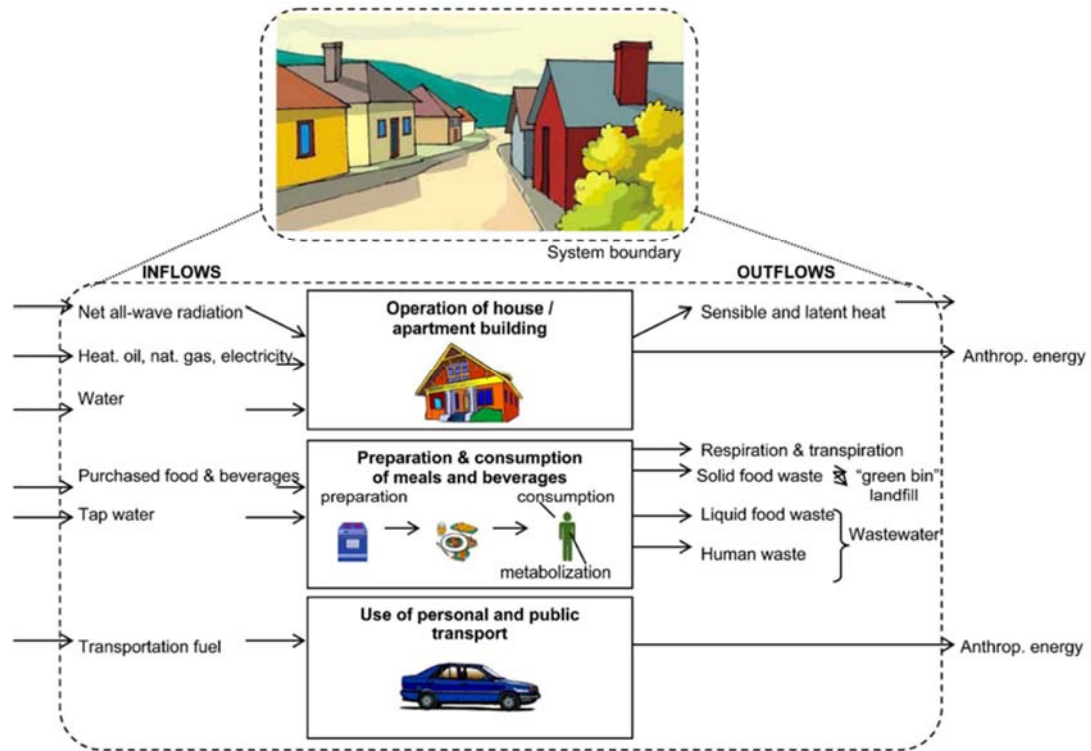 System boundary
INFLOWS
OUTFLOWS
Net all-wave radiation
Heat. oil, nat. gas, electricity
Water
Operation of house /
apartment building
Sensible and latent heat
Anthrop. energy
Purchased food & beverages
Tap water
Preparation & consumption
of meals and beverages
preparation
consumption
metabolization
Respiration & transpiration
Solid food waste
"green bin"
landfill
Liquid food waste
Human waste
Wastewater
Transportation fuel
Use of personal and public
transport
Anthrop. energy